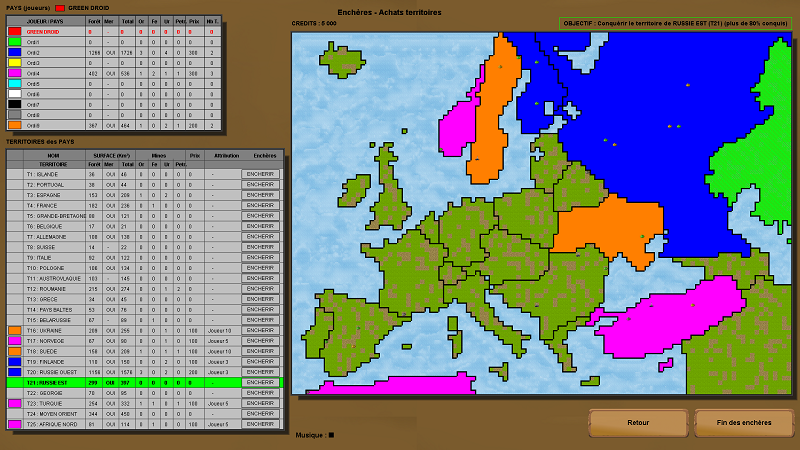 PAYS (joueurs) GREEN DROID
Enchères - Achats territoires
CREDITS : 5 000
OBJECTIF : Conquérir le territoire de RUSSIE EST (T21) (plus de 50% conquis)
JOUEUR / PAYS Forêt Mer Total Or Fe Ur Petr. Prix Nb T.
GREEN DROID 0 - 0 0 0 0 0 0 0
Ordi1 0 - 0 0 0 0 0 0 0
Ordi2 1266 OUI 1726 3 0 4 0 300 2
Ordi3 0 - 0 0 0 0 0 0 0
Ordi4 402 OUI 536 1 2 1 1 300 3
Ordi5 0 - 0 0 0 0 0 0 0
Ordi6 0 - 0 0 0 0 0 0 0
Ordi7 0 - 0 0 0 0 0 0 0
Ordi8 0 - 0 0 0 0 0 0 0
Ordi9 367 OUI 464 1 0 2 1 200 2
TERRITOIRES des PAYS
NOM SURFACE (Km²) Mines Prix Attribution Enchères
TERRITOIRE Forêt Mer Total Or Fe Ur Petr.
T1 : ISLANDE 36 OUI 48 0 0 0 0 0 - ENCHERIR
T2 : PORTUGAL 38 OUI 44 0 0 0 0 0 - ENCHERIR
T3 : ESPAGNE 153 OUI 209 1 0 2 0 0 - ENCHERIR
T4 : FRANCE 182 OUI 236 0 1 0 0 0 - ENCHERIR
T5 : GRANDE-BRETAGNE 88 OUI 121 0 0 0 0 0 - ENCHERIR
T6 : BELGIQUE 17 OUI 21 0 0 0 0 0 - ENCHERIR
T7 : ALLEMAGNE 108 OUI 138 0 0 0 0 0 - ENCHERIR
T8 : SUISSE 14 - 22 0 0 0 0 0 - ENCHERIR
T9 : ITALIE 92 OUI 122 0 0 0 0 0 - ENCHERIR
T10 : POLOGNE 106 OUI 134 0 0 0 0 0 - ENCHERIR
T11 : AUSTROVLAQUIE 103 - 145 0 0 0 0 0 - ENCHERIR
T12 : ROUMANIE 215 OUI 274 0 0 1 2 0 - ENCHERIR
T13 : GRECE 34 OUI 45 0 0 0 0 0 - ENCHERIR
T14 : PAYS BALTES 53 OUI 76 0 0 0 0 0 - ENCHERIR
T15 : BELARUSSIE 67 - 89 0 1 0 0 0 - ENCHERIR
T16 : UKRAINE 209 OUI 255 0 0 1 0 100 Joueur 10 ENCHERIR
T17 : NORVEGE 67 OUI 90 0 1 0 0 100 Joueur 5 ENCHERIR
T18 : SUEDE 158 OUI 209 1 0 1 1 100 Joueur 10 ENCHERIR
T19 : FINLANDE 110 OUI 150 0 0 2 0 100 Joueur 3 ENCHERIR
T20 : RUSSIE OUEST 1156 OUI 1576 3 0 2 0 200 Joueur 3 ENCHERIR
T21 : RUSSIE EST 299 OUI 397 0 0 0 0 0 - ENCHERIR
T22 : GEORGIE 70 OUI 95 0 0 0 0 0 - ENCHERIR
T23 : TURQUIE 254 OUI 332 1 1 0 1 100 Joueur 5 ENCHERIR
T24 : MOYEN ORIENT 344 OUI 450 0 0 0 0 0 - ENCHERIR
T25 : AFRIQUE NORD 81 OUI 114 0 0 1 0 100 Joueur 5 ENCHERIR
Retour
Fin des enchères
Musique :